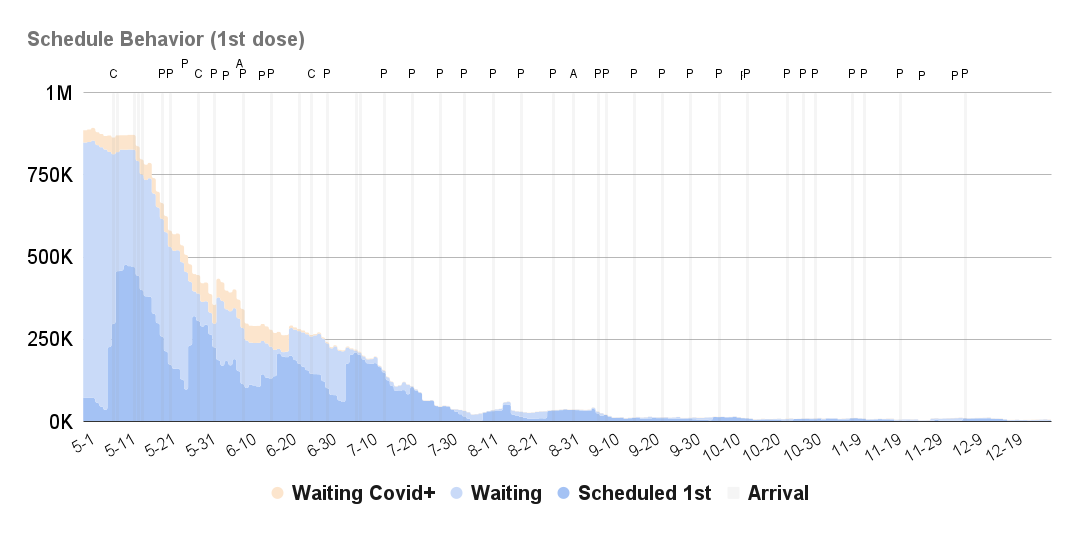 Schedule Behavior (1st dose)
C PP P C P P A P P P C P P P P P P P P A PP P P P P IP P P P P P P P P P
1M
750K
500K
250K
0K
5-1 5-11 5-21 5-31 6-10 6-20 6-30 7-10 7-20 7-30 8-11 8-21 8-31 9-10 9-20 9-30 10-10 10-20 10-30 11-9 11-19 11-29 12-9 12-19
Waiting Covid+ Waiting Scheduled 1st Arrival